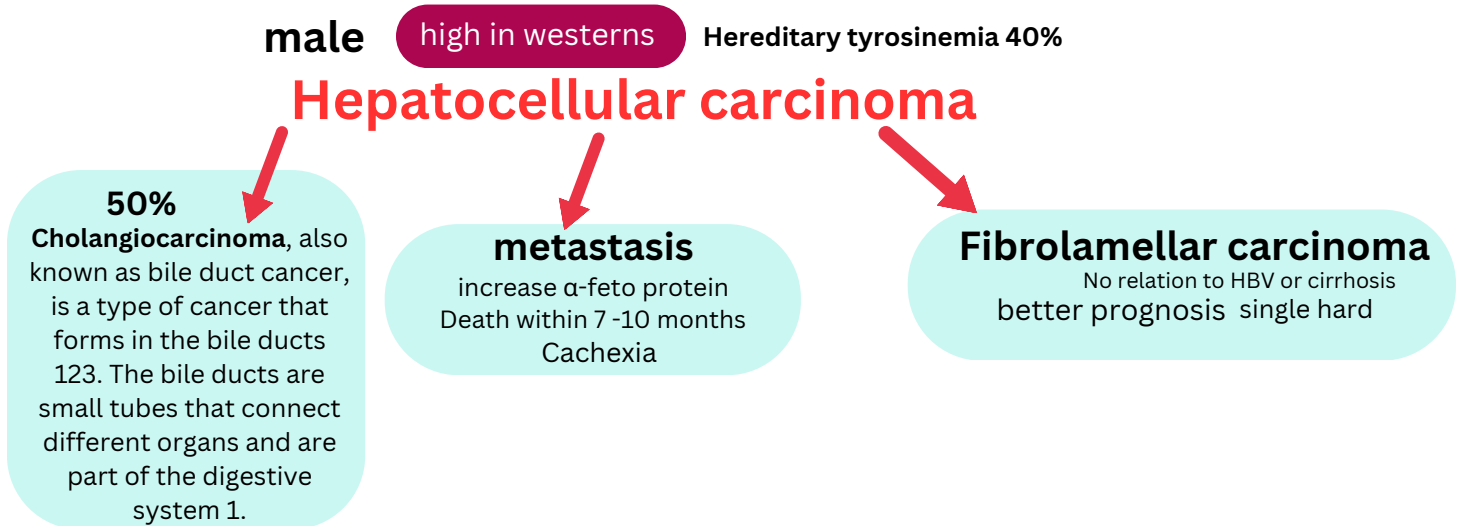 male high in westerns Hereditary tyrosinemia 40%
Hepatocellular carcinoma
50%
Cholangiocarcinoma, also
known as bile duct cancer,
is a type of cancer that
forms in the bile ducts
123. The bile ducts are
small tubes that connect
different organs and are
part of the digestive
system 1.
metastasis
increase α-feto protein
Death within 7 -10 months
Cachexia
Fibrolamellar carcinoma
No relation to HBV or cirrhosis
better prognosis single hard